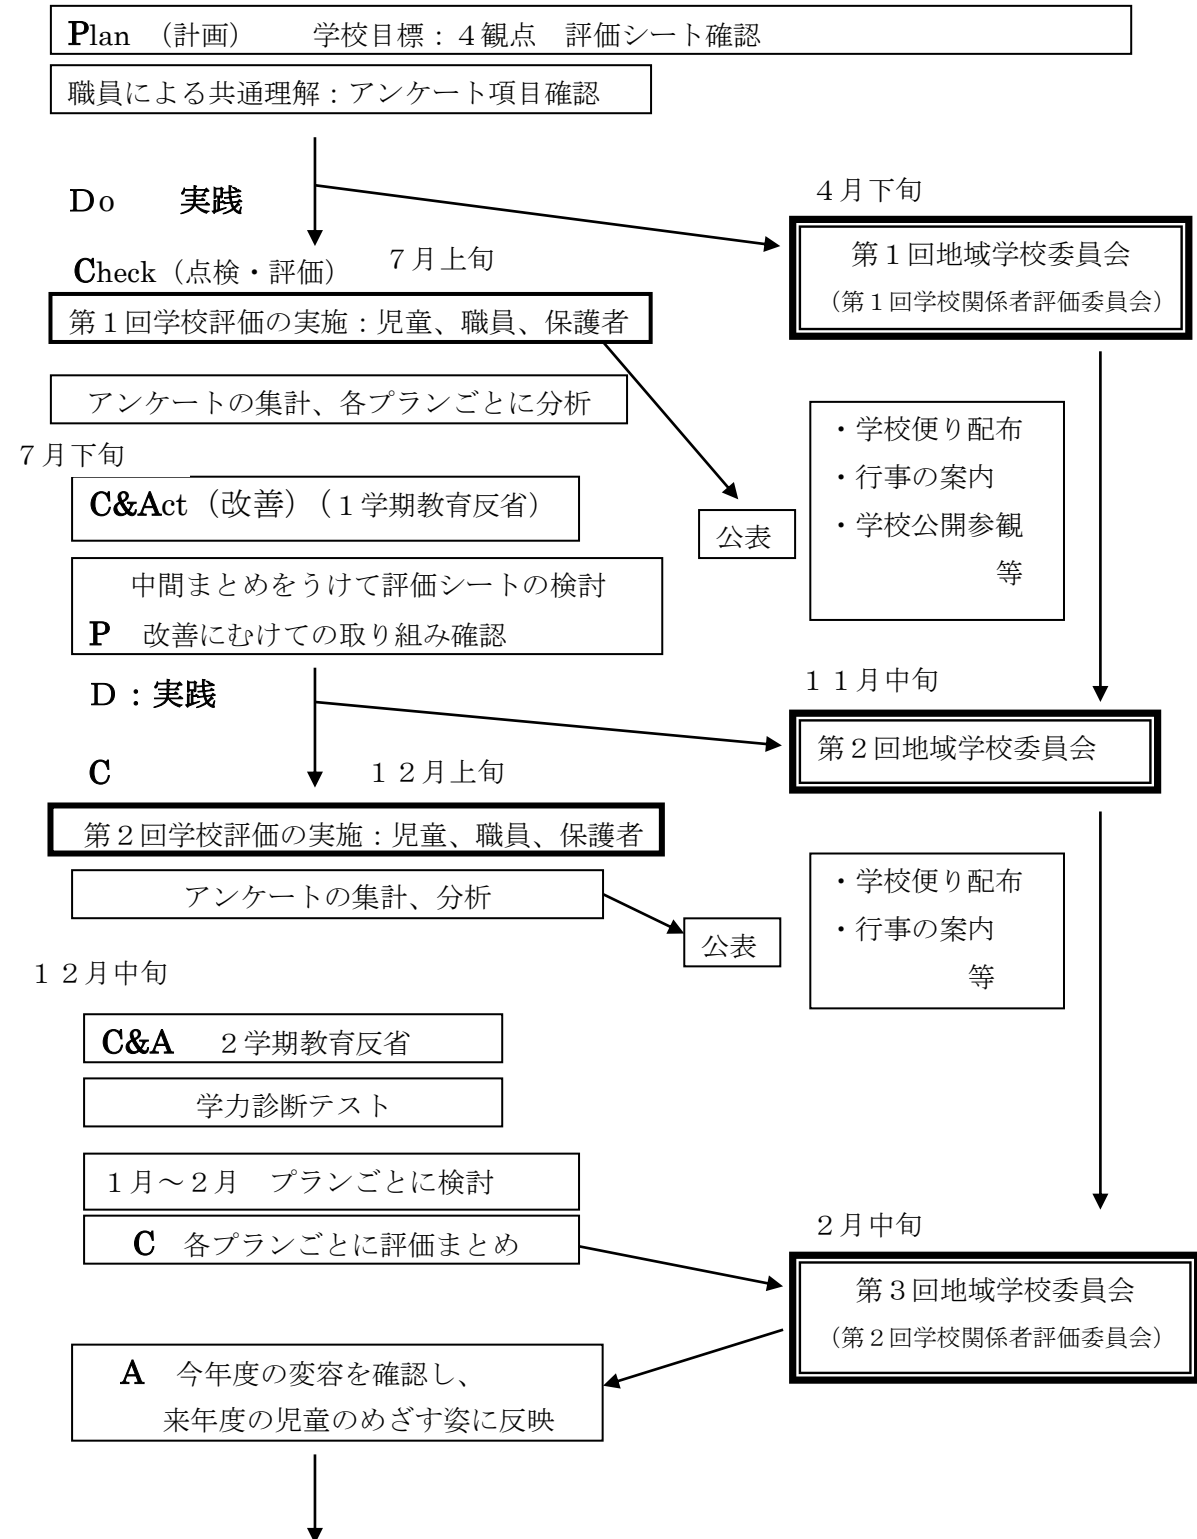 Plan （計画）　　学校目標：４観点　評価シート確認
職員による共通理解：アンケート項目確認
Do　　実践
４月下旬
第１回地域学校委員会
（第１回学校関係者評価委員会）
Check（点検・評価）　７月上旬
第１回学校評価の実施：児童、職員、保護者
アンケートの集計、各プランごとに分析
・学校便り配布
・行事の案内
・学校公開参観
等
７月下旬
C&Act（改善）（１学期教育反省）
公表
中間まとめをうけて評価シートの検討
P　改善にむけての取り組み確認
D：実践
１１月中旬
第２回地域学校委員会
C　　１２月上旬
第２回学校評価の実施：児童、職員、保護者
アンケートの集計、分析
公表
・学校便り配布
・行事の案内
等
１２月中旬
C&A　２学期教育反省
学力診断テスト
１月～２月　プランごとに検討
C　各プランごとに評価まとめ
２月中旬
第３回地域学校委員会
（第２回学校関係者評価委員会）
A　今年度の変容を確認し、
来年度の児童のめざす姿に反映